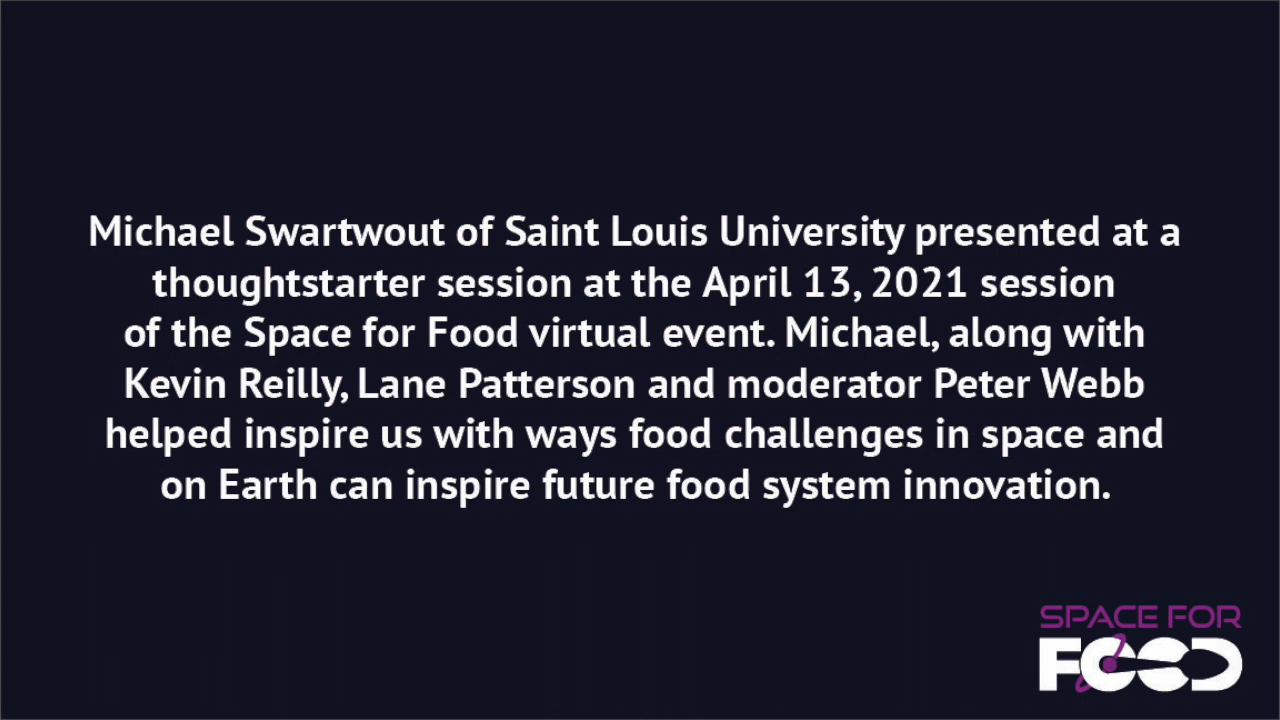 Michael Swartwout of Saint Louis University presented at a
thoughtstarter session at the April 13, 2021 session
of the Space for Food virtual event. Michael, along with
Kevin Reilly, Lane Patterson and moderator Peter Webb
helped inspire us with ways food challenges in space and
on Earth can inspire future food system innovation.
SPACE FOR
FOOD